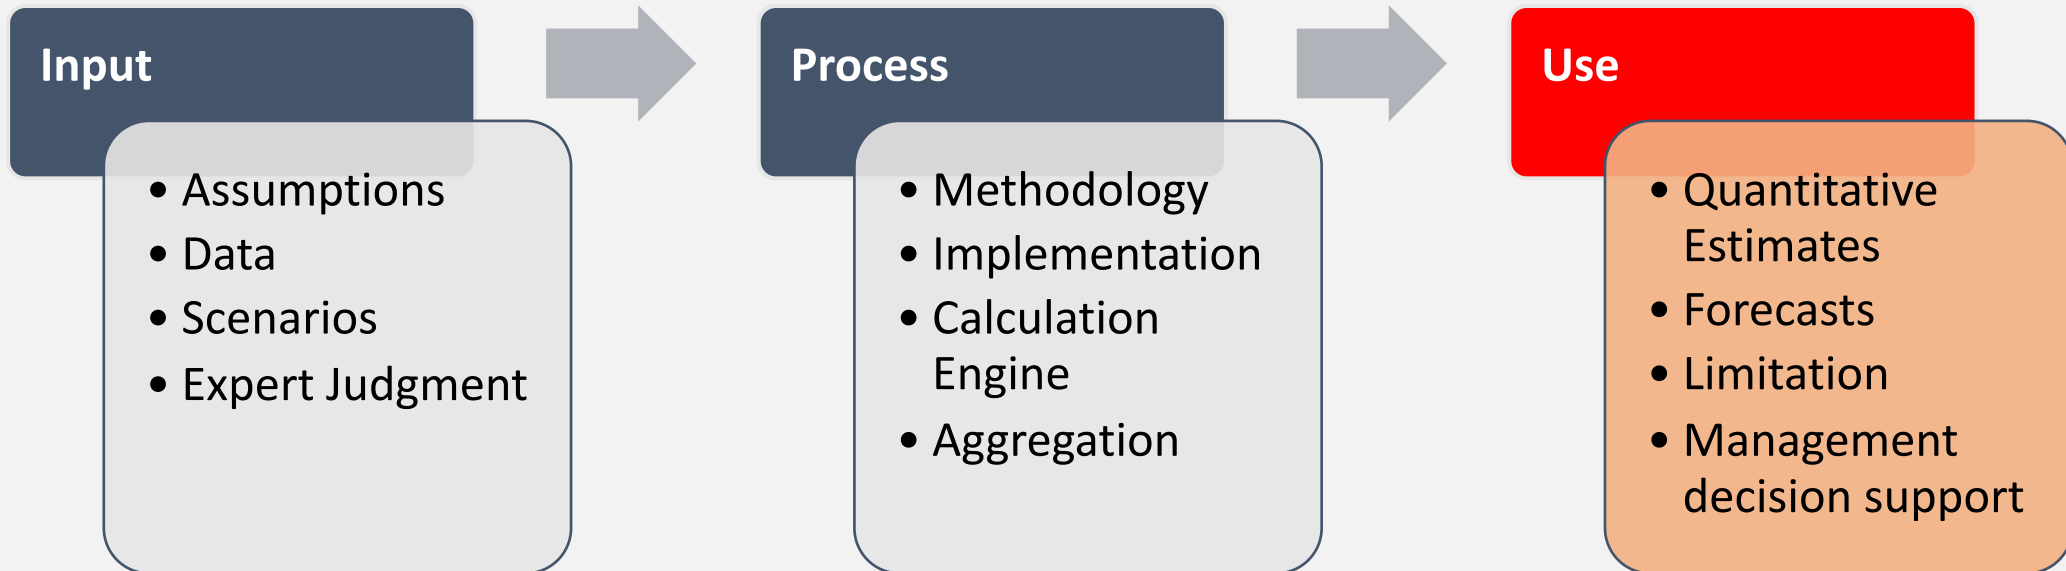 Input
• Assumptions
• Data
• Scenarios
• Expert Judgment
Process
• Methodology
• Implementation
• Calculation
Engine
• Aggregation
Use
• Quantitative
Estimates
• Forecasts
• Limitation
• Management
decision support